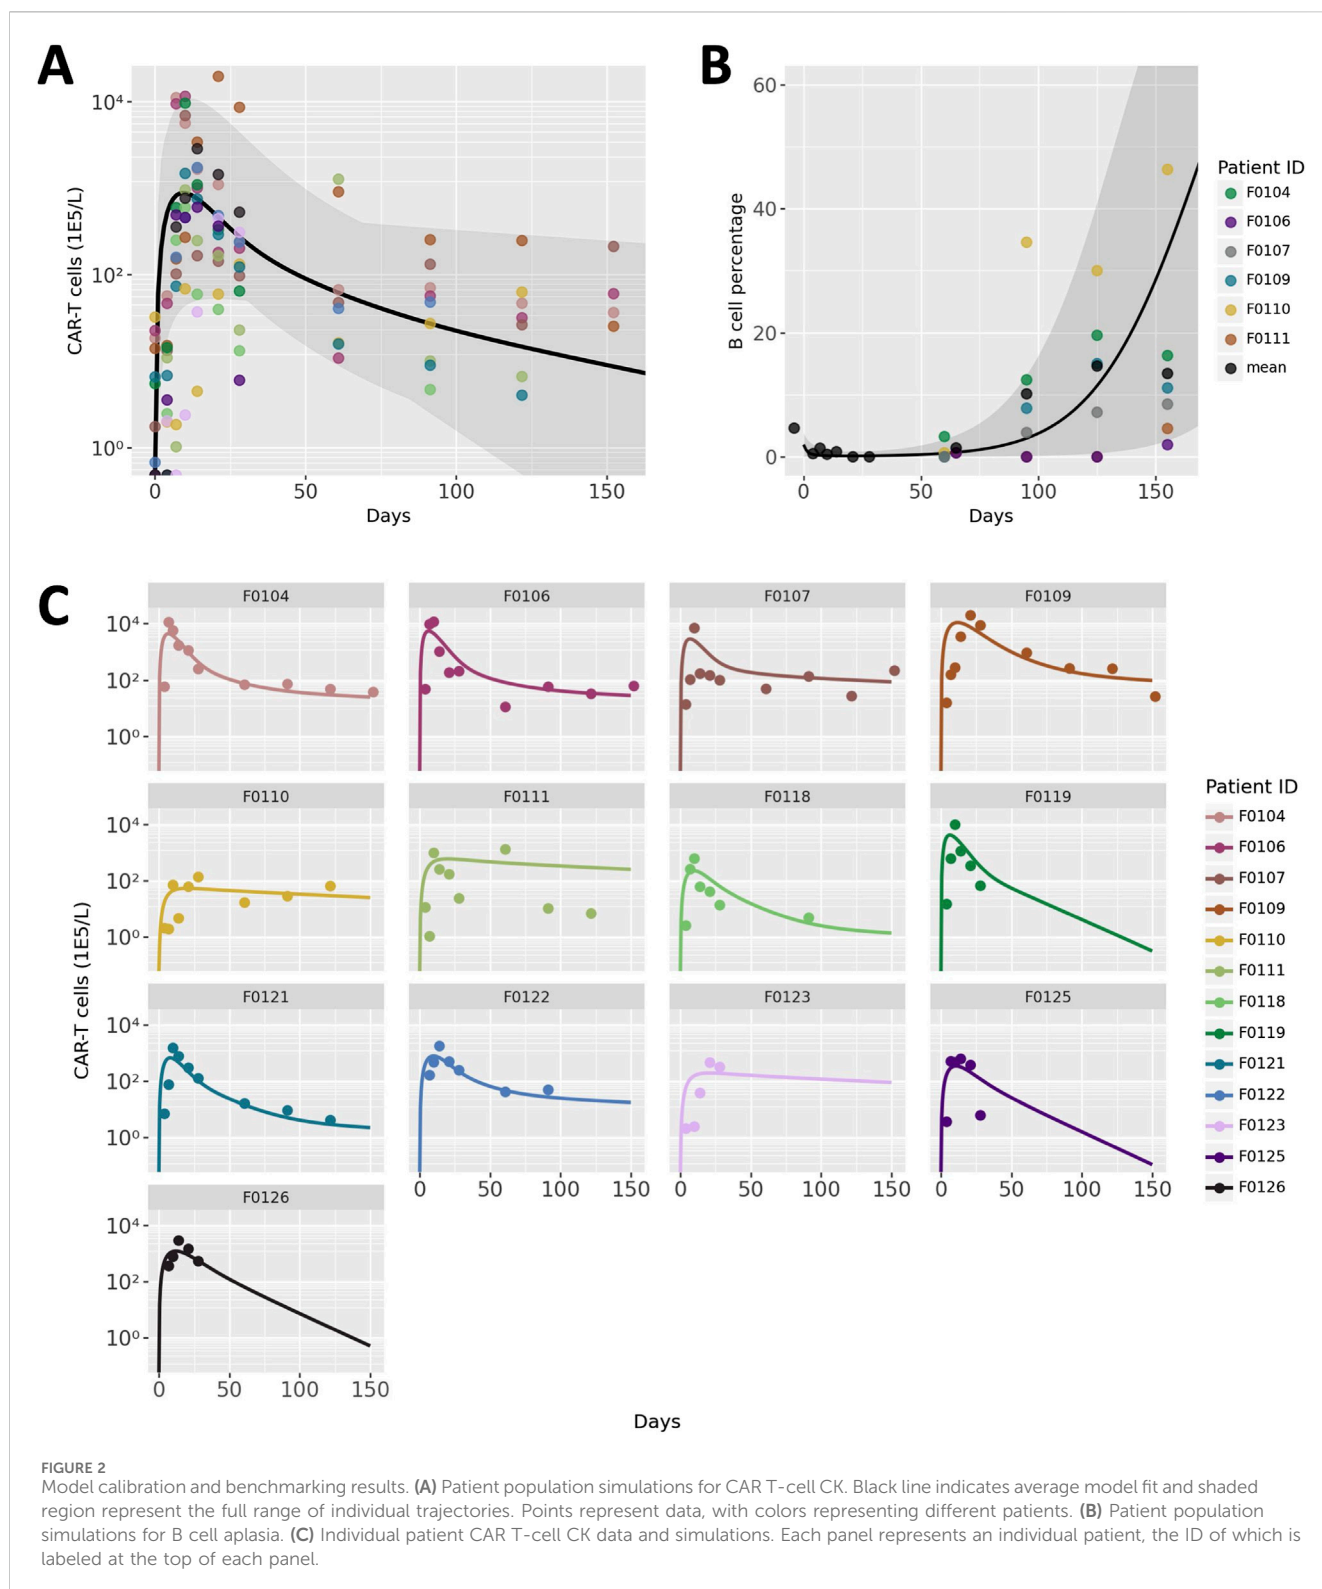 A
CAR-T cells (1E5/L)
10⁴
10²
10⁰
0
50
100
150
Days
B
B cell percentage
60
40
20
0
0
50
100
150
Days
Patient ID
F0104
F0106
F0107
F0109
F0110
F0111
mean
C
CAR-T cells (1E5/L)
F0104
F0106
F0107
F0109
10⁴
10²
10⁰
F0110
F0111
F0118
F0119
10⁴
10²
10⁰
F0121
F0122
F0123
F0125
10⁴
10²
10⁰
0 50 100 150
0 50 100 150
0 50 100 150
F0126
10⁴
10²
10⁰
0 50 100 150
Days
Patient ID
F0104
F0106
F0107
F0109
F0110
F0111
F0118
F0119
F0121
F0122
F0123
F0125
F0126
FIGURE 2
Model calibration and benchmarking results. (A) Patient population simulations for CAR T-cell CK. Black line indicates average model fit and shaded
region represent the full range of individual trajectories. Points represent data, with colors representing different patients. (B) Patient population
simulations for B cell aplasia. (C) Individual patient CAR T-cell CK data and simulations. Each panel represents an individual patient, the ID of which is
labeled at the top of each panel.